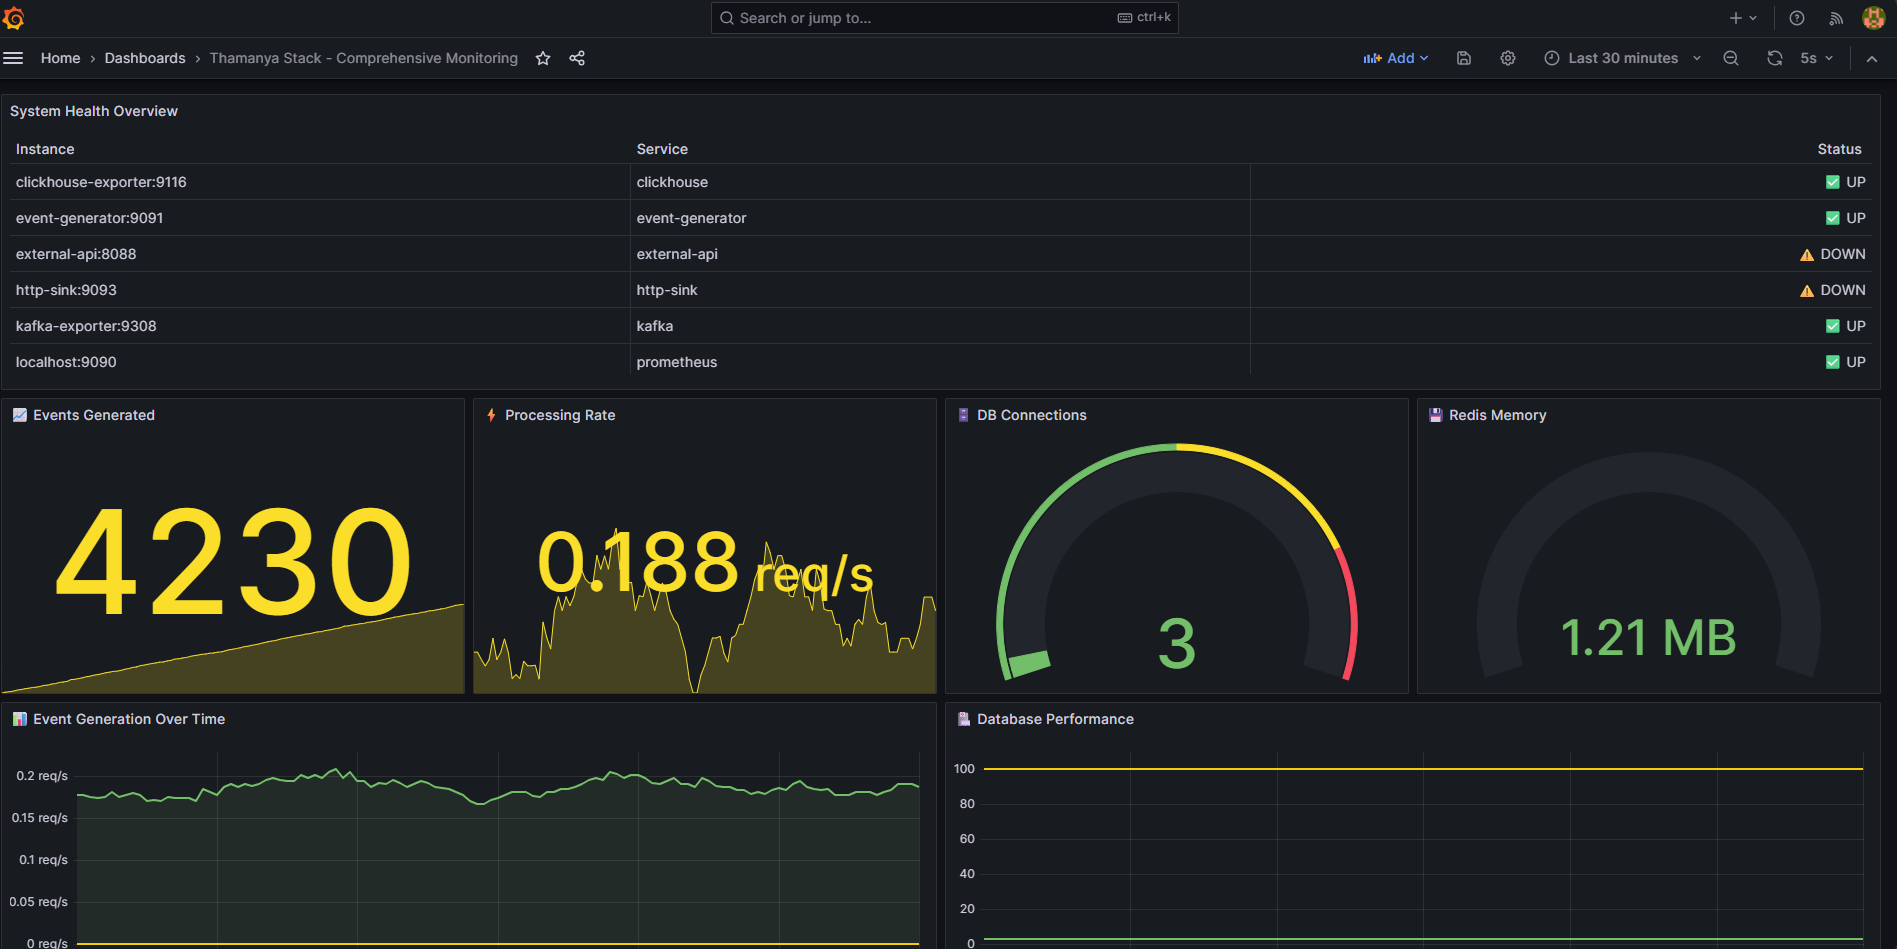 Search or jump to...
ctrl+k
Home › Dashboards › Thamanya Stack - Comprehensive Monitoring
Add
Last 30 minutes
5s
System Health Overview
Instance Service Status
clickhouse-exporter:9116 clickhouse ✅ UP
event-generator:9091 event-generator ✅ UP
external-api:8088 external-api ⚠️ DOWN
http-sink:9093 http-sink ⚠️ DOWN
kafka-exporter:9308 kafka ✅ UP
localhost:9090 prometheus ✅ UP
Events Generated
4230
Processing Rate
0.188 req/s
DB Connections
3
Redis Memory
1.21 MB
Event Generation Over Time
0.2 req/s
0.15 req/s
0.1 req/s
0.05 req/s
0 req/s
Database Performance
100
80
60
40
20
0